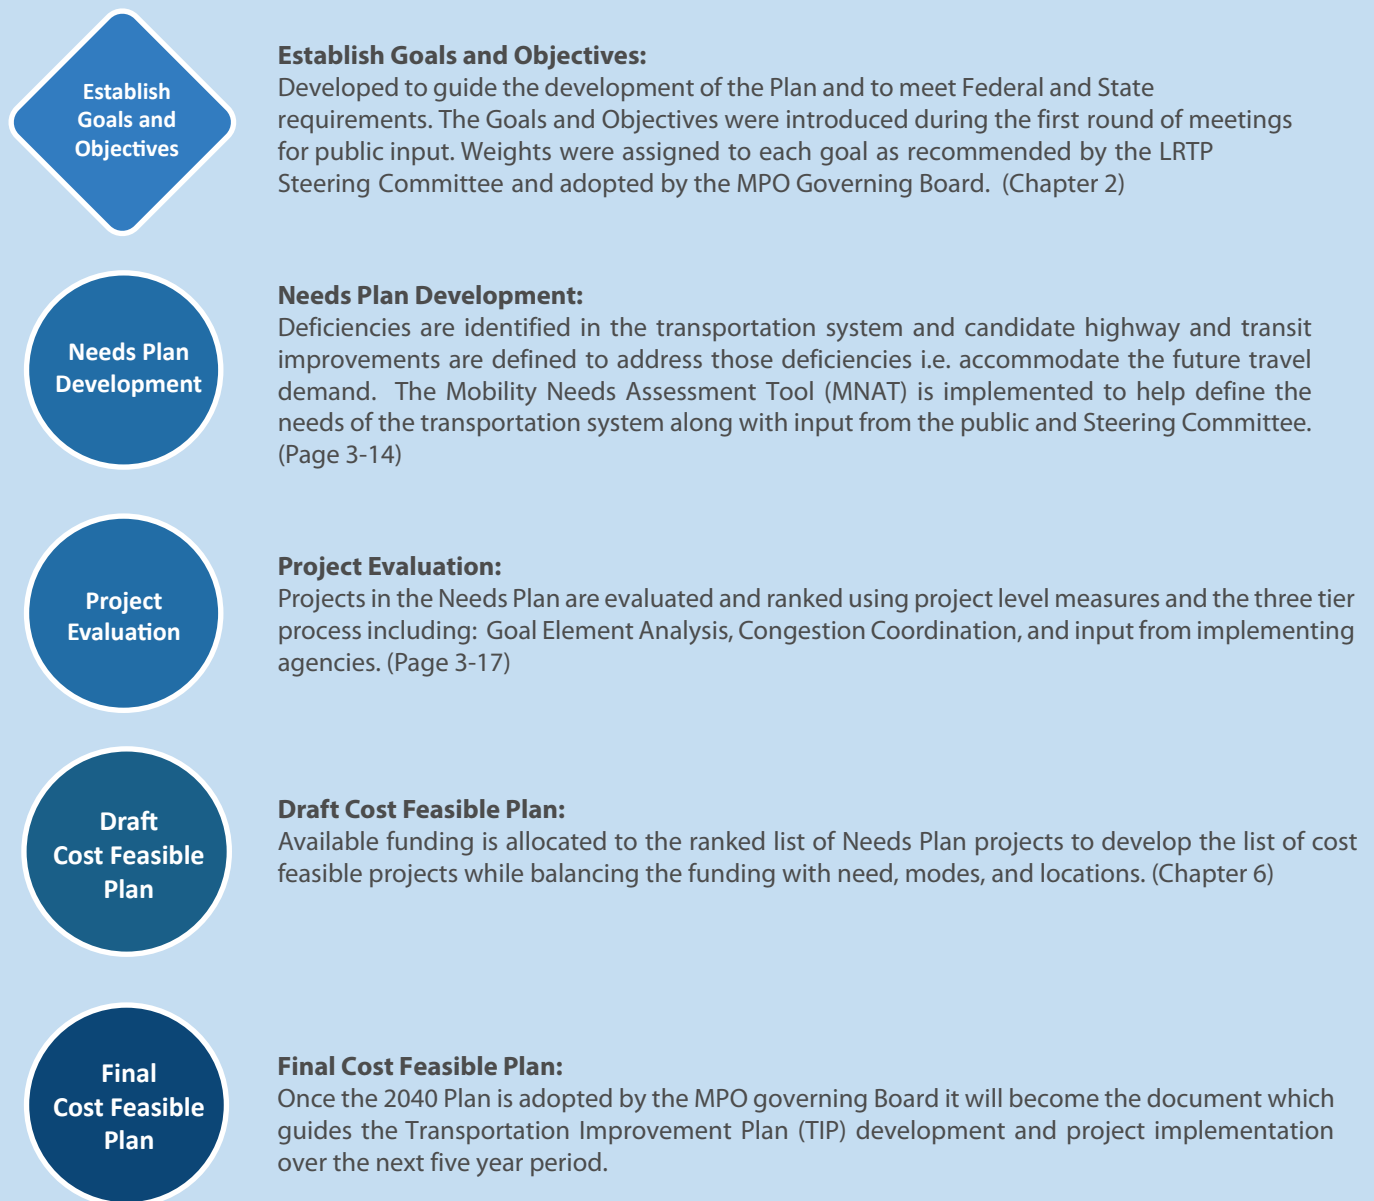 Establish
Goals and
Objectives
Establish Goals and Objectives:
Developed to guide the development of the Plan and to meet Federal and State
requirements. The Goals and Objectives were introduced during the first round of meetings
for public input. Weights were assigned to each goal as recommended by the LRTP
Steering Committee and adopted by the MPO Governing Board. (Chapter 2)
Needs Plan
Development
Needs Plan Development:
Deficiencies are identified in the transportation system and candidate highway and transit
improvements are defined to address those deficiencies i.e. accommodate the future travel
demand. The Mobility Needs Assessment Tool (MNAT) is implemented to help define the
needs of the transportation system along with input from the public and Steering Committee.
(Page 3-14)
Project
Evaluation
Project Evaluation:
Projects in the Needs Plan are evaluated and ranked using project level measures and the three tier
process including: Goal Element Analysis, Congestion Coordination, and input from implementing
agencies. (Page 3-17)
Draft
Cost Feasible
Plan
Draft Cost Feasible Plan:
Available funding is allocated to the ranked list of Needs Plan projects to develop the list of cost
feasible projects while balancing the funding with need, modes, and locations. (Chapter 6)
Final
Cost Feasible
Plan
Final Cost Feasible Plan:
Once the 2040 Plan is adopted by the MPO governing Board it will become the document which
guides the Transportation Improvement Plan (TIP) development and project implementation
over the next five year period.